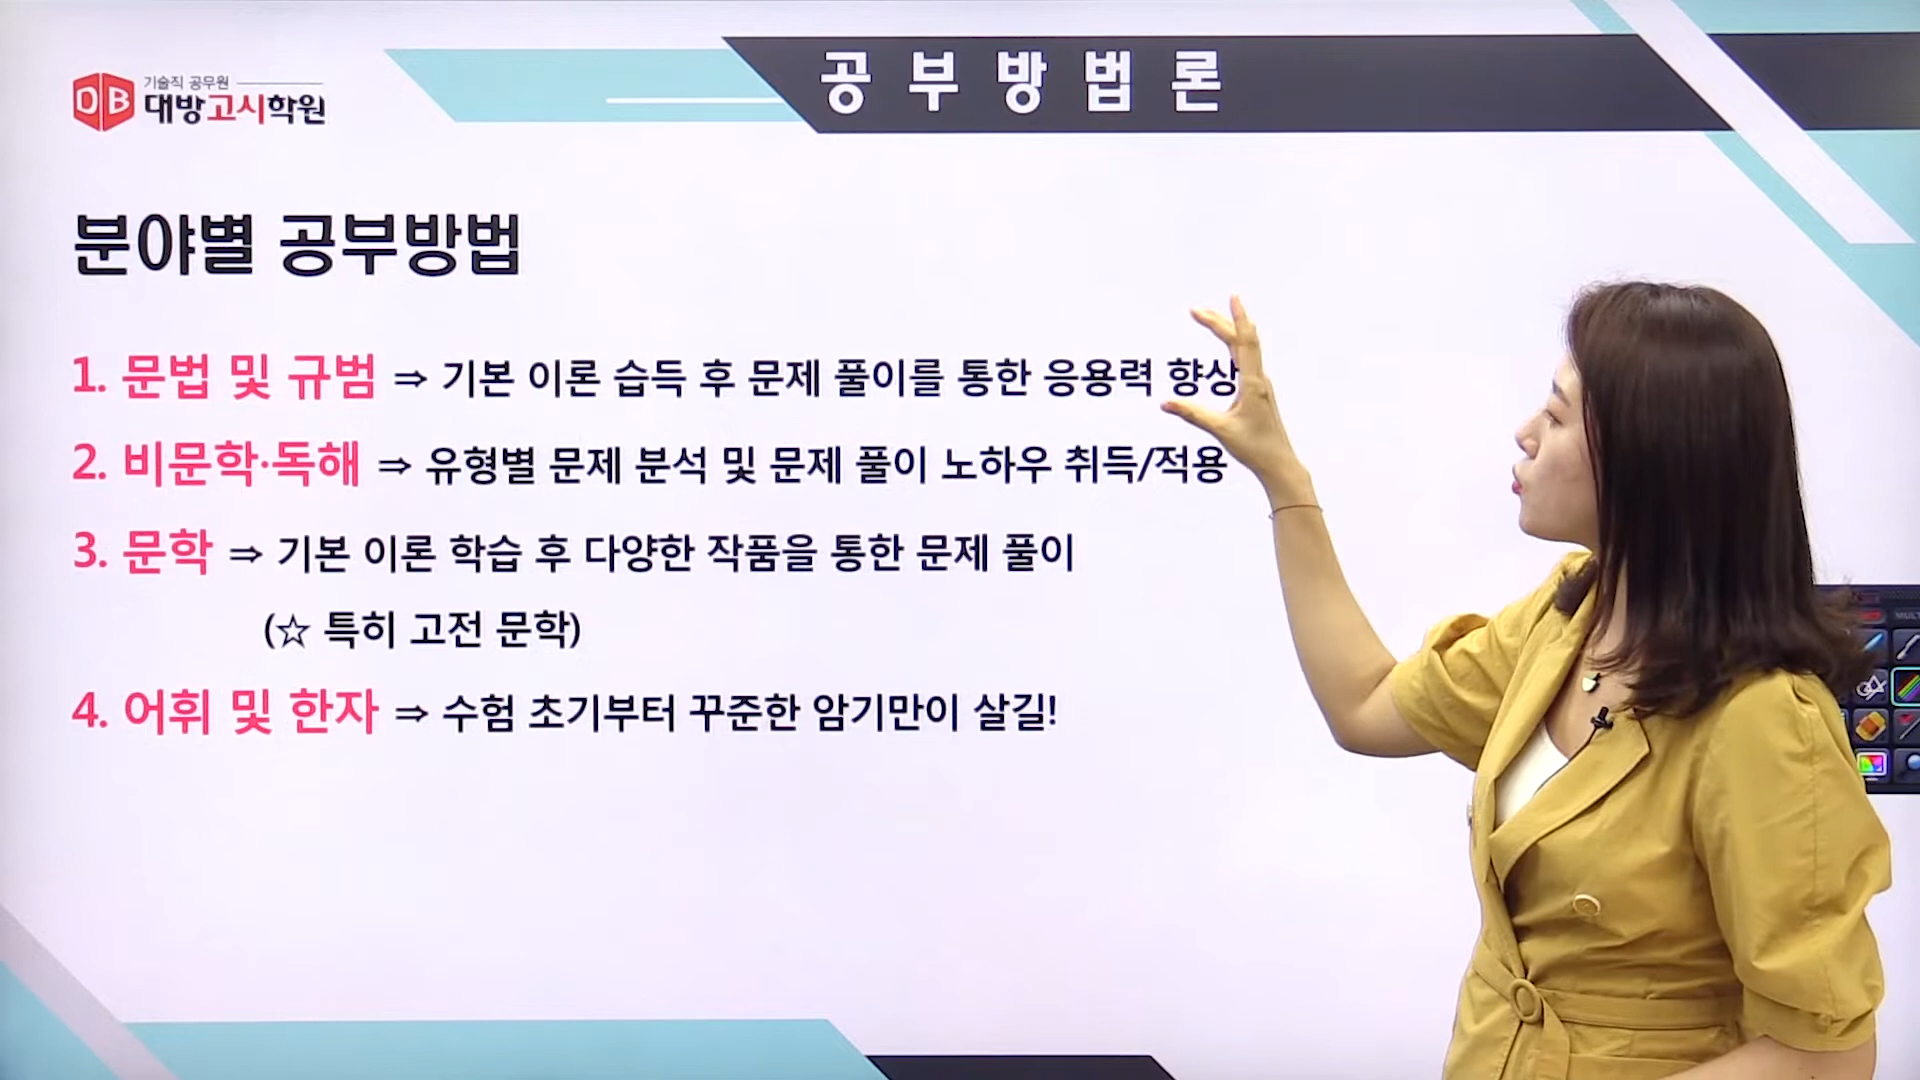 기술직 공무원
DB 대방고시학원
공부방법론
분야별 공부방법
1. 문법 및 규범 ⇒ 기본 이론 습득 후 문제 풀이를 통한 응용력 향상
2. 비문학·독해 ⇒ 유형별 문제 분석 및 문제 풀이 노하우 취득/적용
3. 문학 ⇒ 기본 이론 학습 후 다양한 작품을 통한 문제 풀이
(☆ 특히 고전 문학)
4. 어휘 및 한자 ⇒ 수험 초기부터 꾸준한 암기만이 살길!